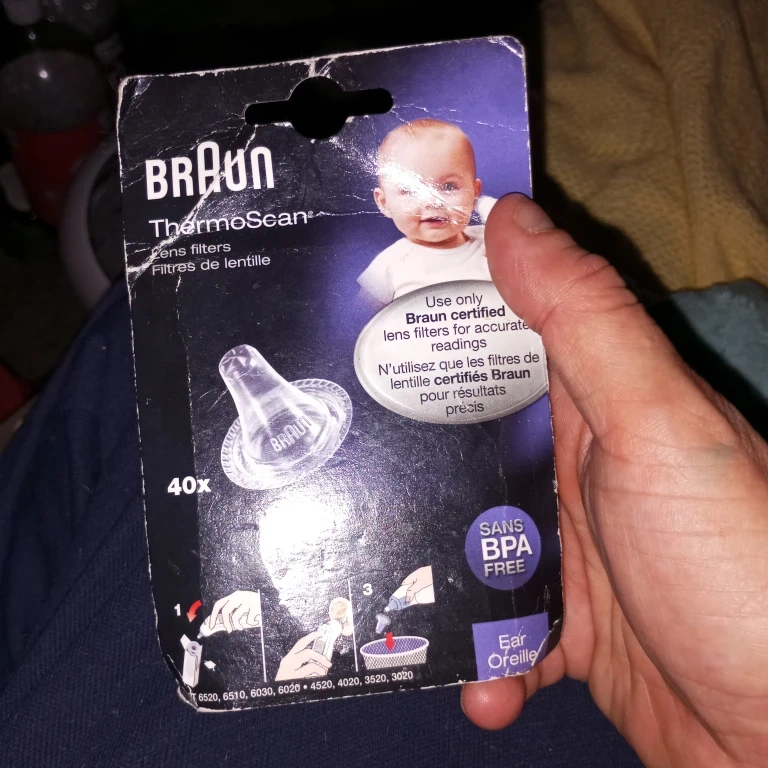 BRAUN
ThermoScan®
Lens filters
Filtres de lentille
Use only
Braun certified
lens filters for accurate
readings
N'utilisez que les filtres de
lentille certifiés Braun
pour résultats
précis
BRAUN
40x
SANS
BPA
FREE
1
3
Ear
Oreille
6520, 6510, 6030, 6020 • 4520, 4020, 3520, 3020